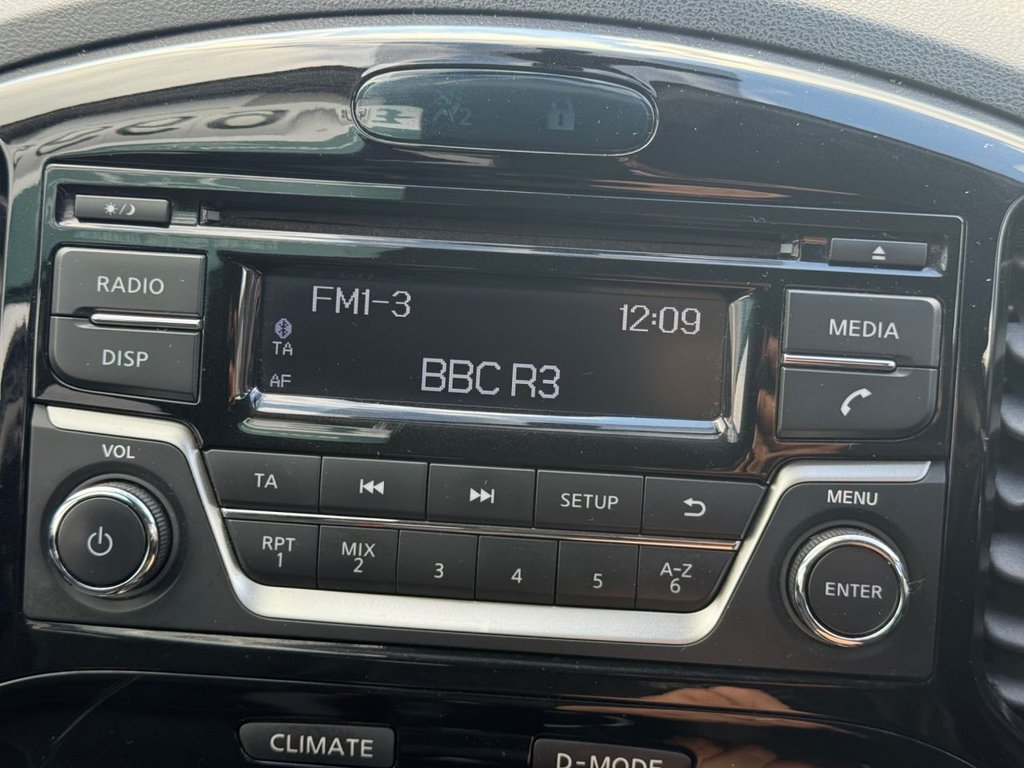 RADIO
DISP
FM1-3
12:09
TA
AF
BBC R3
MEDIA
VOL
TA
SETUP
MENU
RPT
1
MIX
2
3
4
5
A-Z
6
ENTER
CLIMATE
D-MODE